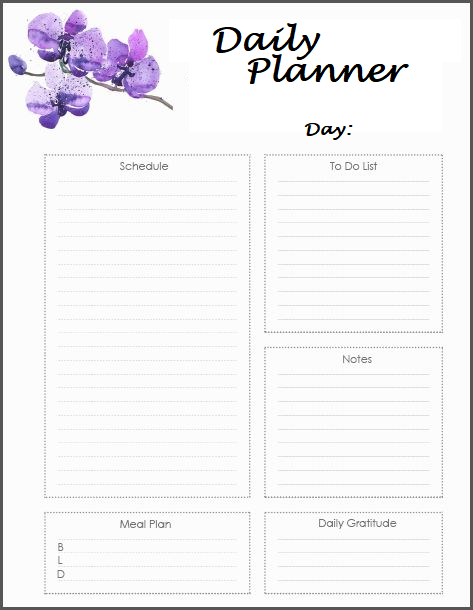 Daily
Planner
Day:
Schedule
To Do List
Notes
Meal Plan
B
L
D
Daily Gratitude